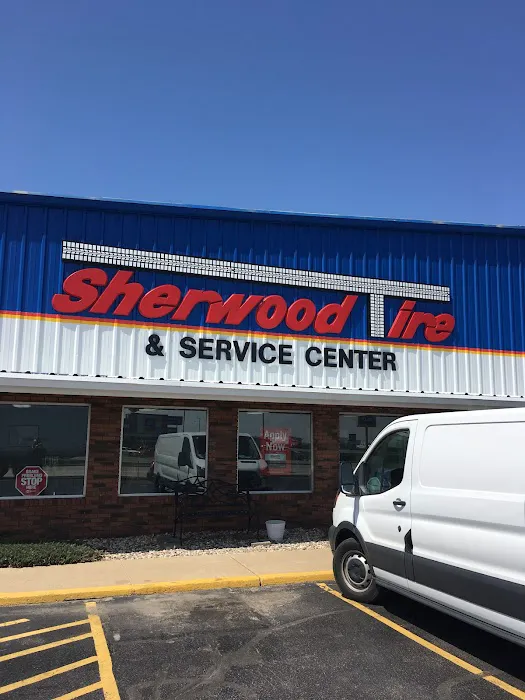 Sherwood Tire
& SERVICE CENTER
Apply
Now
STOP